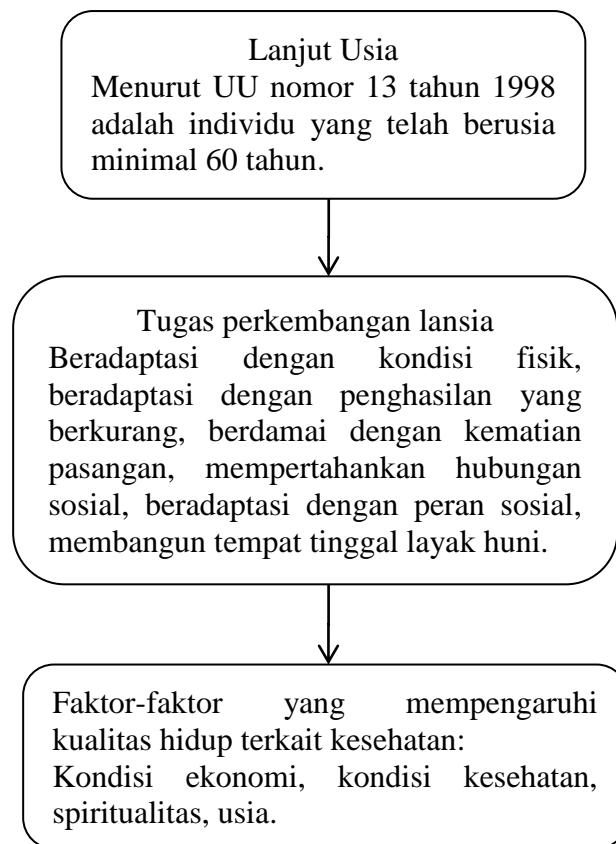 Lanjut Usia
Menurut UU nomor 13 tahun 1998
adalah individu yang telah berusia
minimal 60 tahun.
Tugas perkembangan lansia
Beradaptasi dengan kondisi fisik,
beradaptasi dengan penghasilan yang
berkurang, berdamai dengan kematian
pasangan, mempertahankan hubungan
sosial, beradaptasi dengan peran sosial,
membangun tempat tinggal layak huni.
Faktor-faktor yang mempengaruhi
kualitas hidup terkait kesehatan:
Kondisi ekonomi, kondisi kesehatan,
spiritualitas, usia.